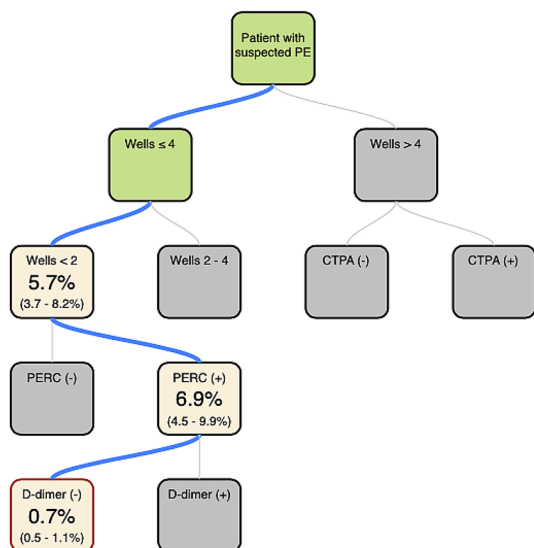 Patient with
suspected PE
Wells ≤ 4
Wells > 4
Wells < 2
5.7%
(3.7 - 8.2%)
Wells 2 - 4
CTPA (-)
CTPA (+)
PERC (-)
PERC (+)
6.9%
(4.5 - 9.9%)
D-dimer (-)
0.7%
(0.5 - 1.1%)
D-dimer (+)